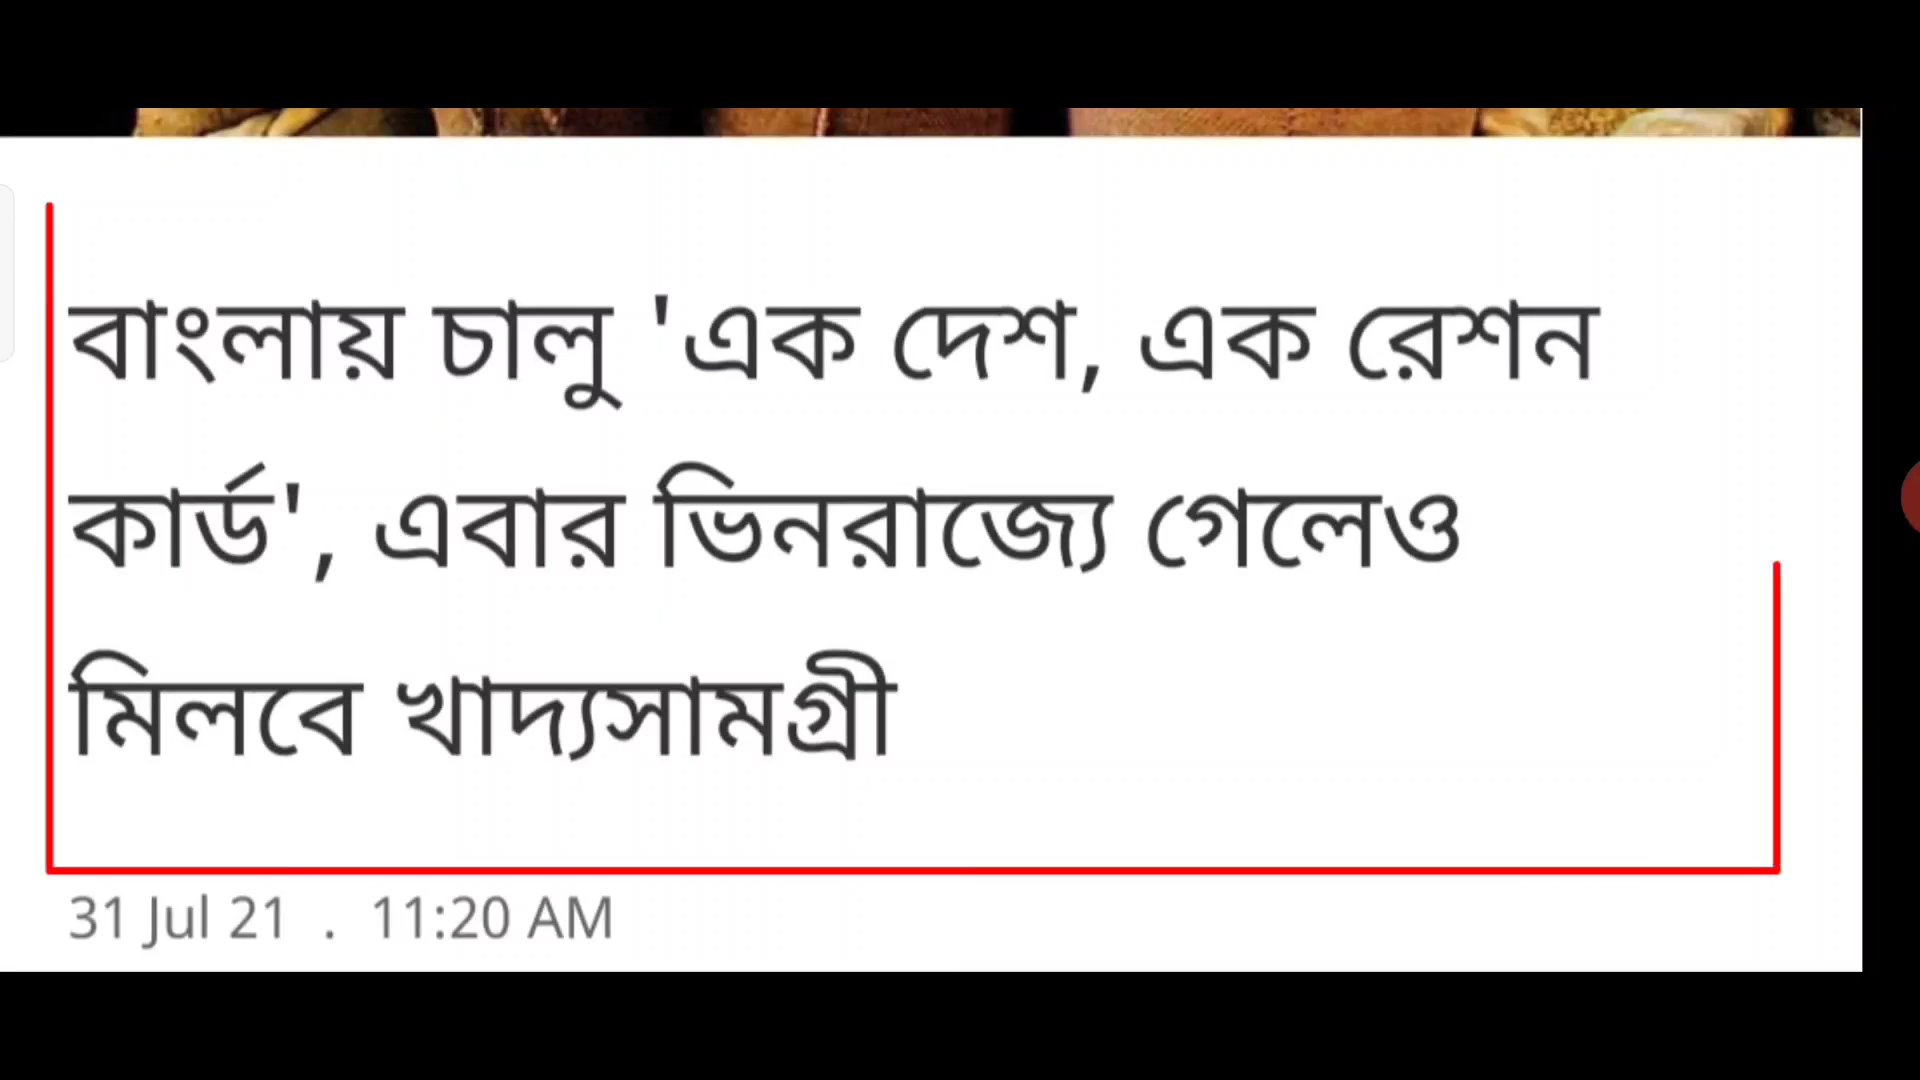 বাংলায় চালু 'এক দেশ, এক রেশন
কার্ড', এবার ভিনরাজ্যে গেলেও
মিলবে খাদ্যসামগ্রী
31 Jul 21 . 11:20 AM